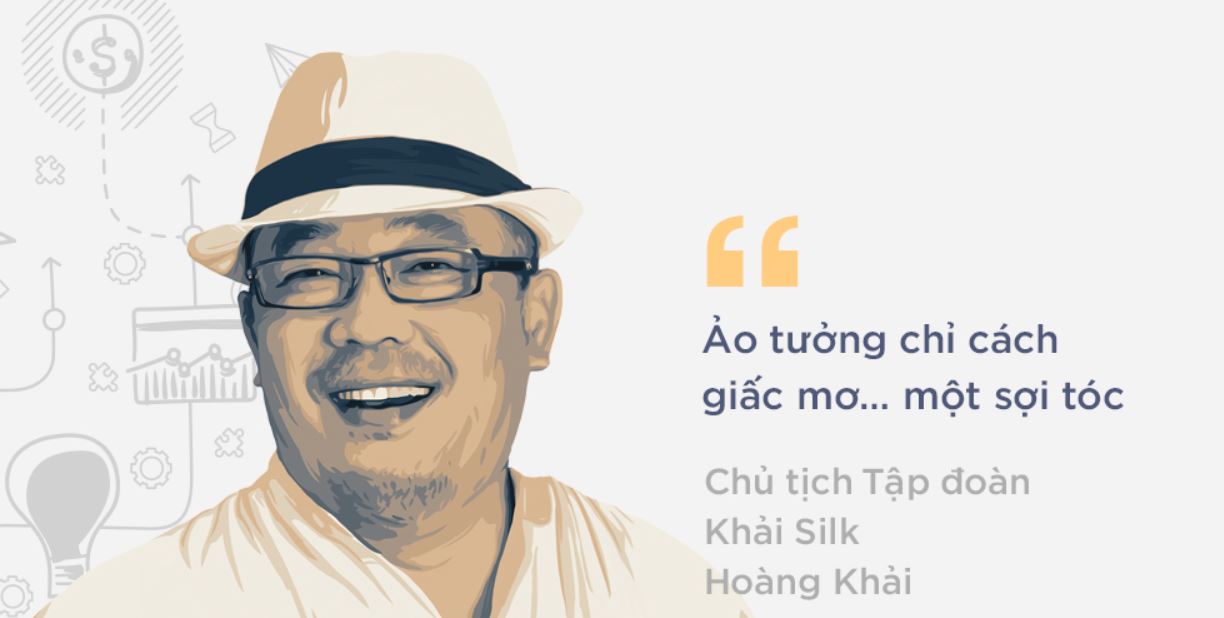 Ảo tưởng chỉ cách
giấc mơ... một sợi tóc
Chủ tịch Tập đoàn
Khải Silk
Hoàng Khải